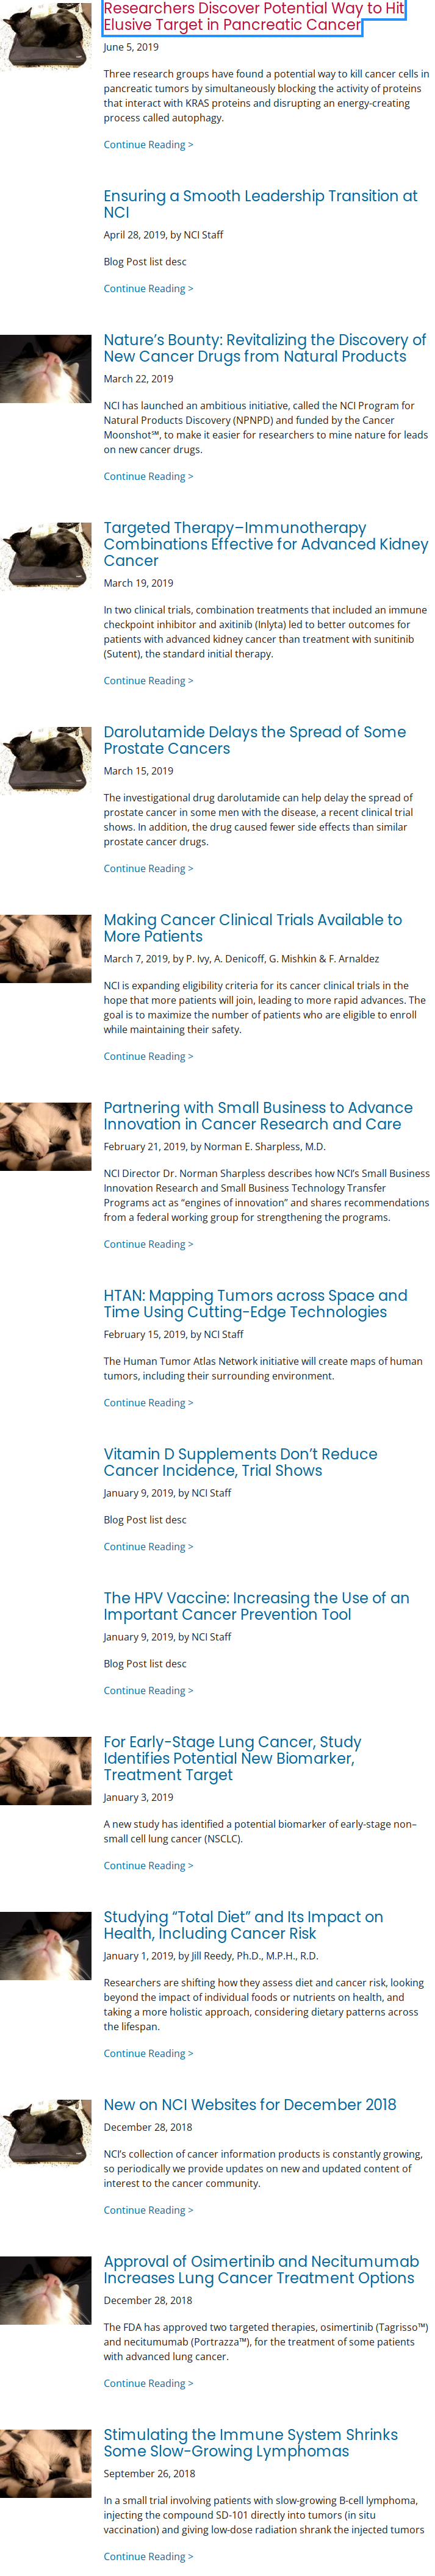 Researchers Discover Potential Way to Hit
Elusive Target in Pancreatic Cancer
June 5, 2019
Three research groups have found a potential way to kill cancer cells in
pancreatic tumors by simultaneously blocking the activity of proteins
that interact with KRAS proteins and disrupting an energy-creating
process called autophagy.
Continue Reading >
Ensuring a Smooth Leadership Transition at
NCI
April 28, 2019, by NCI Staff
Blog Post list desc
Continue Reading >
Nature’s Bounty: Revitalizing the Discovery of
New Cancer Drugs from Natural Products
March 22, 2019
NCI has launched an ambitious initiative, called the NCI Program for
Natural Products Discovery (NPNPD) and funded by the Cancer
Moonshot℠, to make it easier for researchers to mine nature for leads
on new cancer drugs.
Continue Reading >
Targeted Therapy–Immunotherapy
Combinations Effective for Advanced Kidney
Cancer
March 19, 2019
In two clinical trials, combination treatments that included an immune
checkpoint inhibitor and axitinib (Inlyta) led to better outcomes for
patients with advanced kidney cancer than treatment with sunitinib
(Sutent), the standard initial therapy.
Continue Reading >
Darolutamide Delays the Spread of Some
Prostate Cancers
March 15, 2019
The investigational drug darolutamide can help delay the spread of
prostate cancer in some men with the disease, a recent clinical trial
shows. In addition, the drug caused fewer side effects than similar
prostate cancer drugs.
Continue Reading >
Making Cancer Clinical Trials Available to
More Patients
March 7, 2019, by P. Ivy, A. Denicoff, G. Mishkin & F. Arnaldez
NCI is expanding eligibility criteria for its cancer clinical trials in the
hope that more patients will join, leading to more rapid advances. The
goal is to maximize the number of patients who are eligible to enroll
while maintaining their safety.
Continue Reading >
Partnering with Small Business to Advance
Innovation in Cancer Research and Care
February 21, 2019, by Norman E. Sharpless, M.D.
NCI Director Dr. Norman Sharpless describes how NCI’s Small Business
Innovation Research and Small Business Technology Transfer
Programs act as “engines of innovation” and shares recommendations
from a federal working group for strengthening the programs.
Continue Reading >
HTAN: Mapping Tumors across Space and
Time Using Cutting-Edge Technologies
February 15, 2019, by NCI Staff
The Human Tumor Atlas Network initiative will create maps of human
tumors, including their surrounding environment.
Continue Reading >
Vitamin D Supplements Don’t Reduce
Cancer Incidence, Trial Shows
January 9, 2019, by NCI Staff
Blog Post list desc
Continue Reading >
The HPV Vaccine: Increasing the Use of an
Important Cancer Prevention Tool
January 9, 2019, by NCI Staff
Blog Post list desc
Continue Reading >
For Early-Stage Lung Cancer, Study
Identifies Potential New Biomarker,
Treatment Target
January 3, 2019
A new study has identified a potential biomarker of early-stage non–
small cell lung cancer (NSCLC).
Continue Reading >
Studying “Total Diet” and Its Impact on
Health, Including Cancer Risk
January 1, 2019, by Jill Reedy, Ph.D., M.P.H., R.D.
Researchers are shifting how they assess diet and cancer risk, looking
beyond the impact of individual foods or nutrients on health, and
taking a more holistic approach, considering dietary patterns across
the lifespan.
Continue Reading >
New on NCI Websites for December 2018
December 28, 2018
NCI’s collection of cancer information products is constantly growing,
so periodically we provide updates on new and updated content of
interest to the cancer community.
Continue Reading >
Approval of Osimertinib and Necitumumab
Increases Lung Cancer Treatment Options
December 28, 2018
The FDA has approved two targeted therapies, osimertinib (Tagrisso™)
and necitumumab (Portrazza™), for the treatment of some patients
with advanced lung cancer.
Continue Reading >
Stimulating the Immune System Shrinks
Some Slow-Growing Lymphomas
September 26, 2018
In a small trial involving patients with slow-growing B-cell lymphoma,
injecting the compound SD-101 directly into tumors (in situ
vaccination) and giving low-dose radiation shrank the injected tumors
Continue Reading >